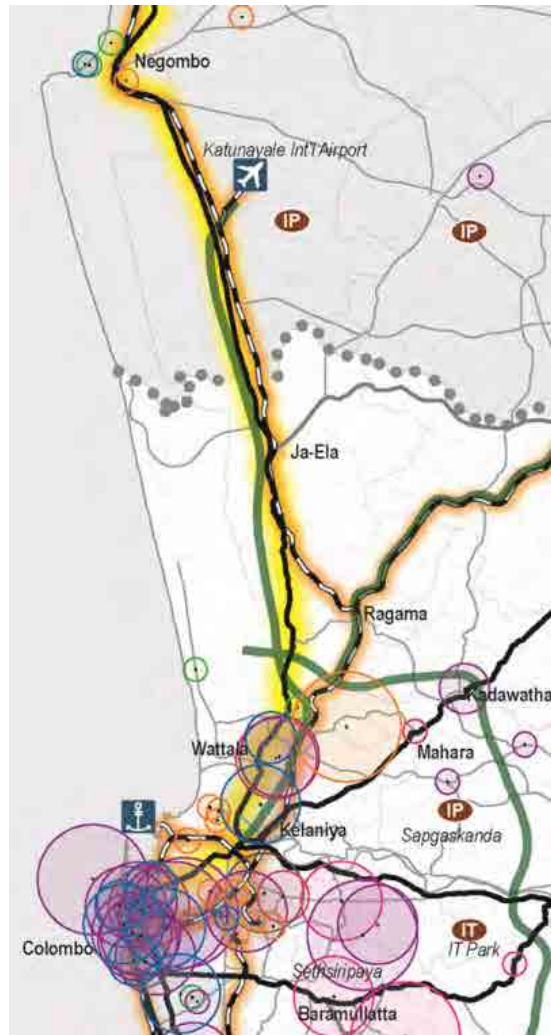 Negombo
Katunayale Int'l Airport
IP
IP
Ja-Ela
Ragama
Kadawatha
Wattala
Mahara
IP
Kelaniya
Sapgaskanda
Colombo
IT
IT Park
Sethsiripaya
Baramullatta